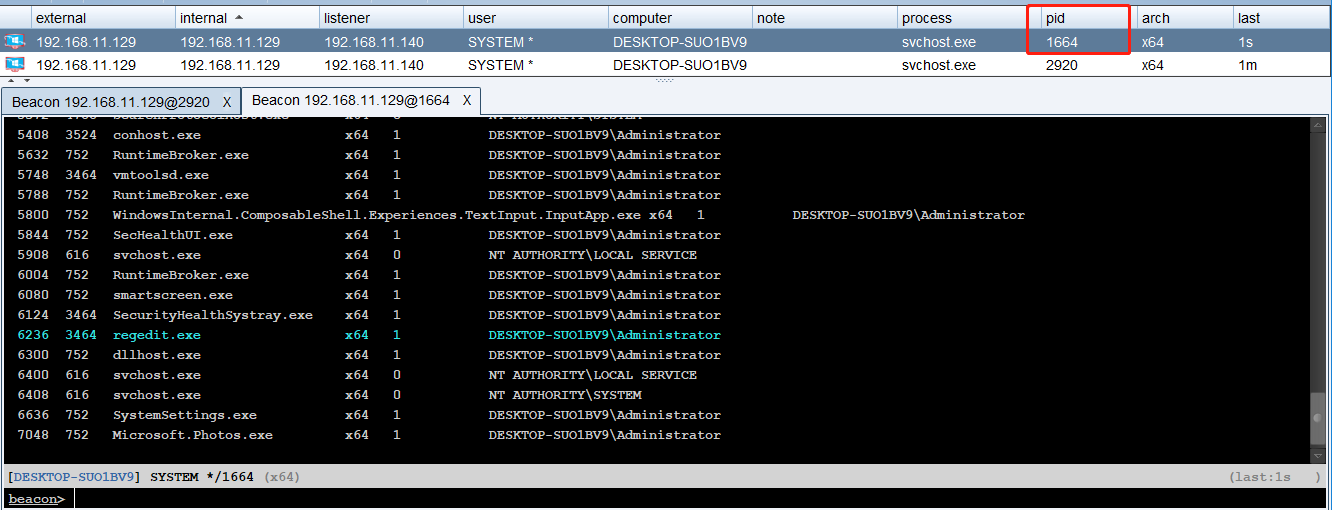 external internal listener user computer note process pid arch last
192.168.11.129 192.168.11.129 192.168.11.140 SYSTEM * DESKTOP-SUO1BV9 svchost.exe 1664 x64 1s
192.168.11.129 192.168.11.129 192.168.11.140 SYSTEM * DESKTOP-SUO1BV9 svchost.exe 2920 x64 1m
Beacon 192.168.11.129@2920 X Beacon 192.168.11.129@1664 X
5408 3524 conhost.exe x64 1 DESKTOP-SUO1BV9\Administrator
5632 752 RuntimeBroker.exe x64 1 DESKTOP-SUO1BV9\Administrator
5748 3464 vmtoolsd.exe x64 1 DESKTOP-SUO1BV9\Administrator
5788 752 RuntimeBroker.exe x64 1 DESKTOP-SUO1BV9\Administrator
5800 752 WindowsInternal.ComposableShell.Experiences.TextInput.InputApp.exe x64 1 DESKTOP-SUO1BV9\Administrator
5844 752 SecHealthUI.exe x64 1 DESKTOP-SUO1BV9\Administrator
5908 616 svchost.exe x64 0 NT AUTHORITY\LOCAL SERVICE
6004 752 RuntimeBroker.exe x64 1 DESKTOP-SUO1BV9\Administrator
6080 752 smartscreen.exe x64 1 DESKTOP-SUO1BV9\Administrator
6124 3464 SecurityHealthSystray.exe x64 1 DESKTOP-SUO1BV9\Administrator
6236 3464 regedit.exe x64 1 DESKTOP-SUO1BV9\Administrator
6300 752 dllhost.exe x64 1 DESKTOP-SUO1BV9\Administrator
6400 616 svchost.exe x64 0 NT AUTHORITY\LOCAL SERVICE
6408 616 svchost.exe x64 0 NT AUTHORITY\SYSTEM
6636 752 SystemSettings.exe x64 1 DESKTOP-SUO1BV9\Administrator
7048 752 Microsoft.Photos.exe x64 1 DESKTOP-SUO1BV9\Administrator
[DESKTOP-SUO1BV9] SYSTEM */1664 (x64) (last:1s )
beacon>